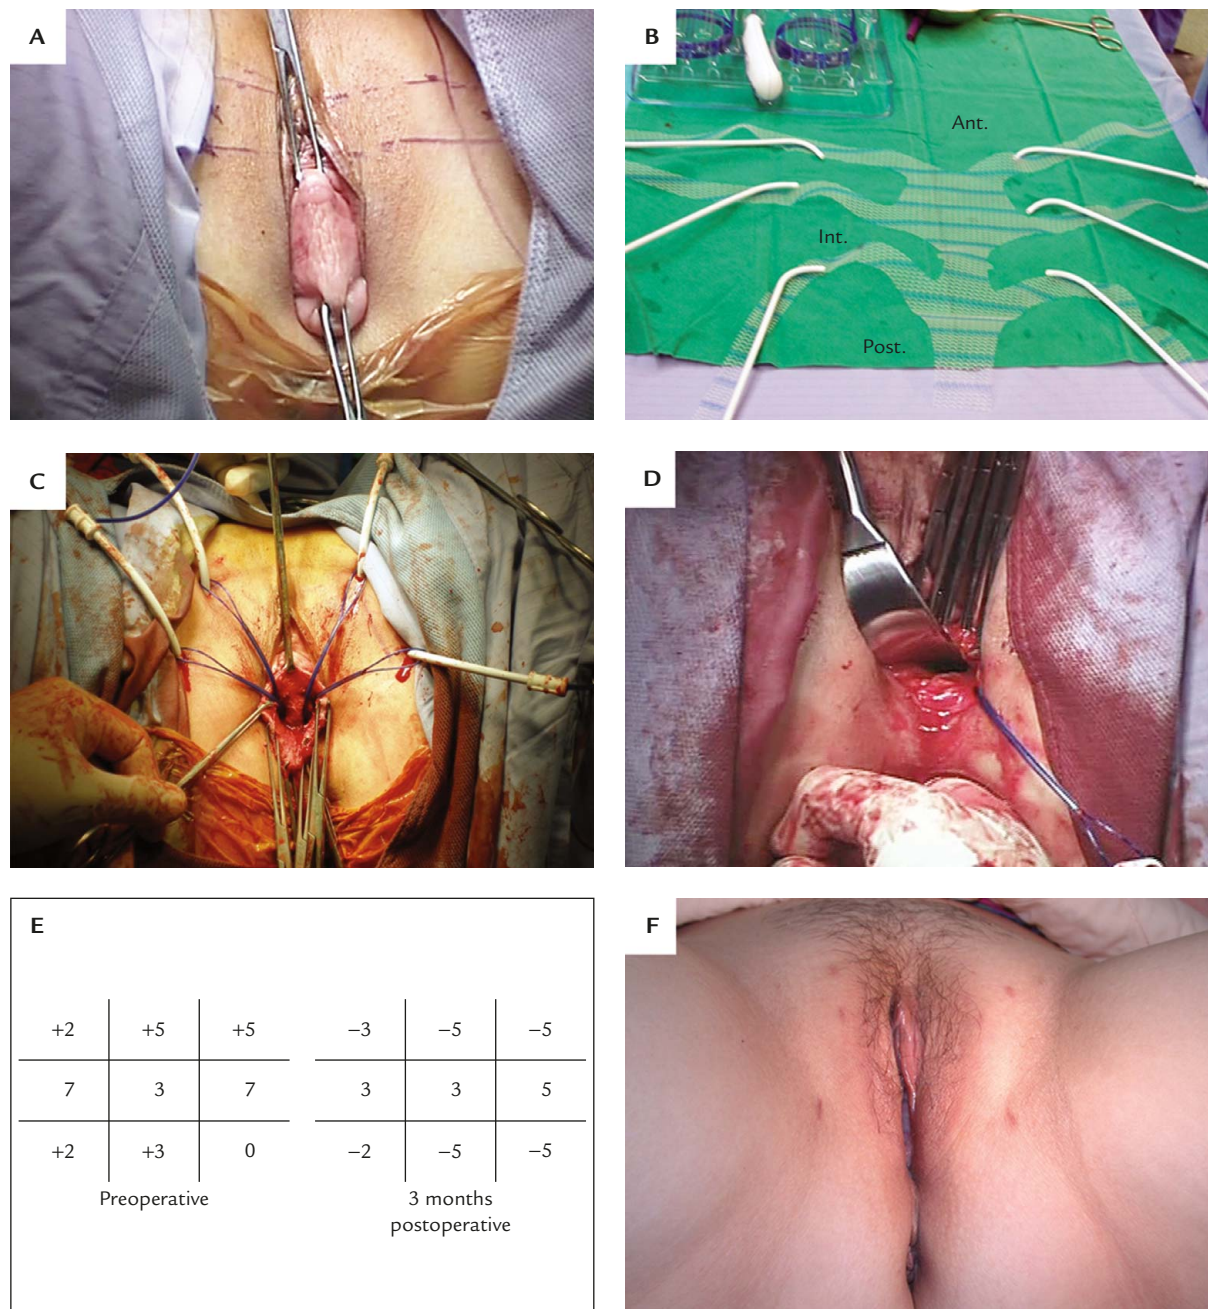 A
B
Ant.
Int.
Post.
C
D
E
+2 +5 +5
7 3 7
+2 +3 0
Preoperative
−3 −5 −5
3 3 5
−2 −5 −5
3 months
postoperative
F